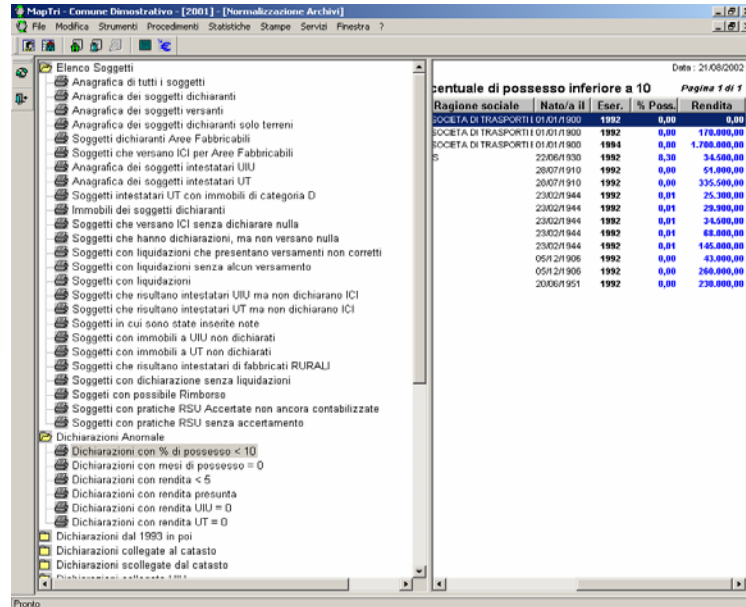 MapTri - Comune Dimostrativo - [2001] - [Normalizzazione Archivi]
File Modifica Strumenti Procedimenti Statistiche Stampe Servizi Finestra ?
Elenco Soggetti
Anagrafica di tutti i soggetti
Anagrafica dei soggetti dichiaranti
Anagrafica dei soggetti versanti
Anagrafica dei soggetti dichiaranti solo terreni
Soggetti dichiaranti Aree Fabbricabili
Soggetti che versano ICI per Aree Fabbricabili
Anagrafica dei soggetti intestatari UIU
Anagrafica dei soggetti intestatari UT
Soggetti intestatari UT con immobili di categoria D
Immobili dei soggetti dichiaranti
Soggetti che versano ICI senza dichiarare nulla
Soggetti che hanno dichiarazioni, ma non versano nulla
Soggetti con liquidazioni che presentano versamenti non corretti
Soggetti con liquidazioni senza alcun versamento
Soggetti con liquidazioni
Soggetti che risultano intestatari UIU ma non dichiarano ICI
Soggetti che risultano intestatari UT ma non dichiarano ICI
Soggetti in cui sono state inserite note
Soggetti con immobili a UIU non dichiarati
Soggetti con immobili a UT non dichiarati
Soggetti che risultano intestatari di fabbricati RURALI
Soggetti con dichiarazione senza liquidazioni
Soggeti con possibile Rimborso
Soggetti con pratiche RSU Accertate non ancora contabilizzate
Soggetti con pratiche RSU senza accertamento
Dichiarazioni Anomale
Dichiarazioni con % di possesso < 10
Dichiarazioni con mesi di possesso = 0
Dichiarazioni con rendita < 5
Dichiarazioni con rendita presunta
Dichiarazioni con rendita UIU = 0
Dichiarazioni con rendita UT = 0
Dichiarazioni dal 1993 in poi
Dichiarazioni collegate al catasto
Dichiarazioni scollegate dal catasto
Dichiarazioni collegate UIU
Data : 21/08/2002
centuale di possesso inferiore a 10 Pagina 1 di 1
Ragione sociale Nato/a il Eser. % Poss. Rendita
SOCIETA DI TRASPORTI I 01/01/1900 1992 0,00 0,00
SOCIETA DI TRASPORTI I 01/01/1900 1992 0,00 170.000,00
SOCIETA DI TRASPORTI I 01/01/1900 1994 0,00 1.700.000,00
S 22/06/1930 1992 8,30 34.500,00
28/07/1910 1992 0,00 51.000,00
28/07/1910 1992 0,00 335.500,00
23/02/1944 1992 0,01 25.300,00
23/02/1944 1992 0,01 29.900,00
23/02/1944 1992 0,01 34.500,00
23/02/1944 1992 0,01 68.000,00
23/02/1944 1992 0,01 145.000,00
05/12/1906 1992 0,00 43.000,00
05/12/1906 1992 0,00 260.000,00
20/06/1951 1992 0,00 230.000,00
Pronto